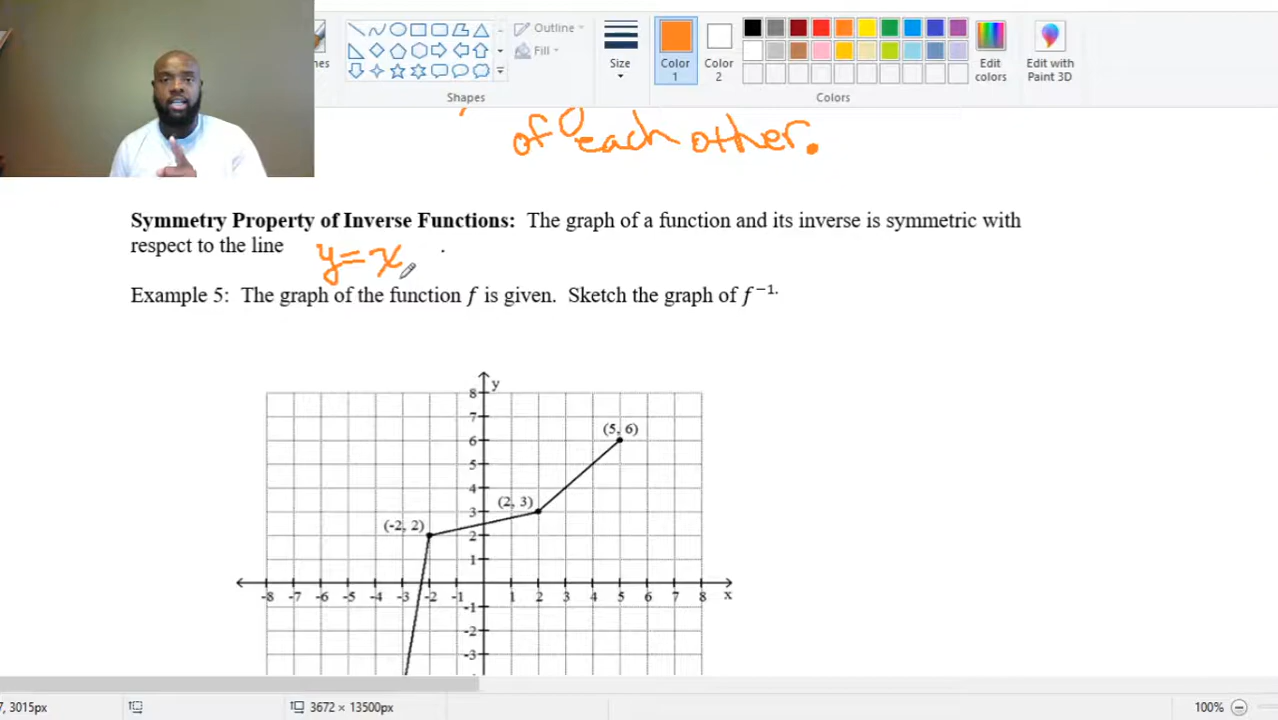 Outline
Fill
Size
Color 1
Color 2
Edit colors
Edit with Paint 3D
Shapes
Colors
of each other.
Symmetry Property of Inverse Functions: The graph of a function and its inverse is symmetric with
respect to the line y=x .
Example 5: The graph of the function f is given. Sketch the graph of f⁻¹.
y
8
7
6
5
4
3
2
1
-1
-2
-3
(5, 6)
(2, 3)
(-2, 2)
-8 -7 -6 -5 -4 -3 -2 -1 1 2 3 4 5 6 7 8 x
, 3015px
3672 × 13500px
100%